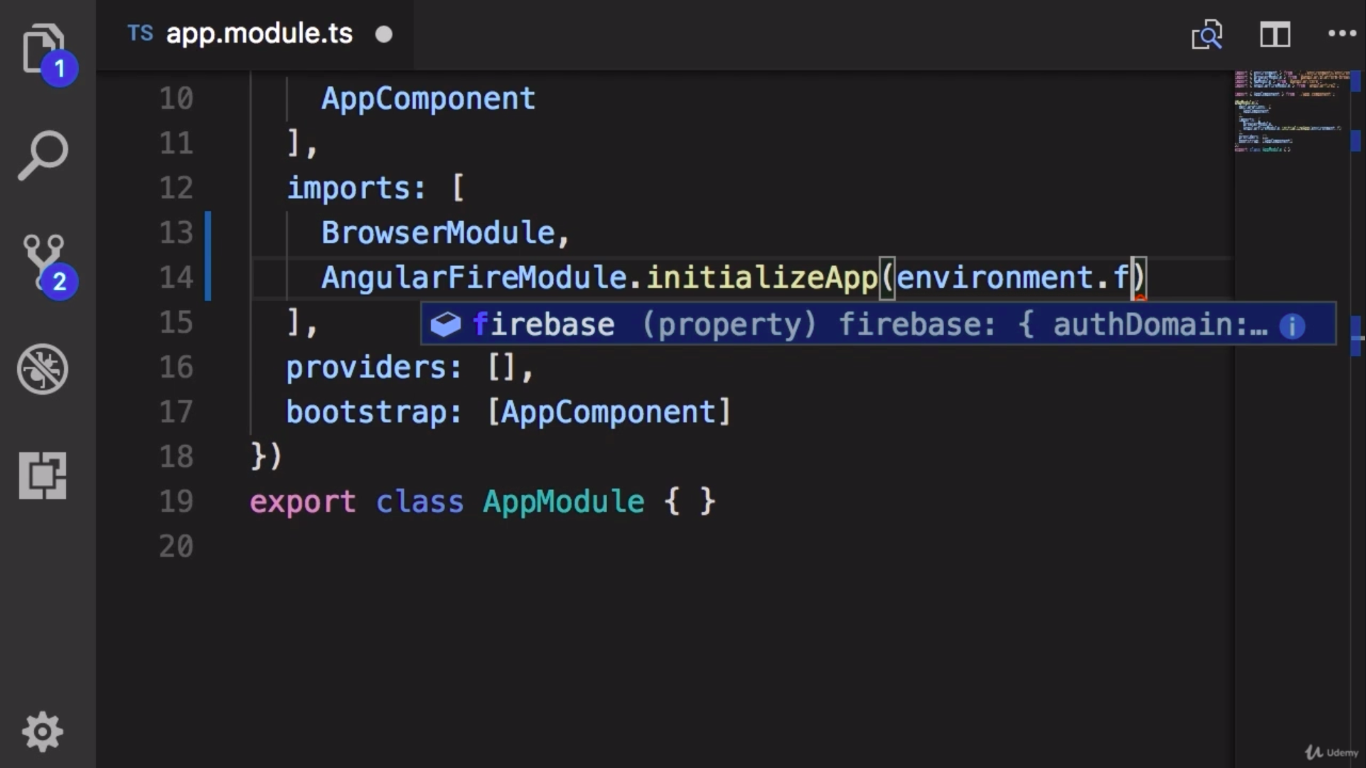 TS app.module.ts
1
10 AppComponent
11 ],
12 imports: [
13 BrowserModule,
2
14 AngularFireModule.initializeApp(environment.f)
firebase (property) firebase: { authDomain:…
15 ],
16 providers: [],
17 bootstrap: [AppComponent]
18 })
19 export class AppModule { }
20
Udemy